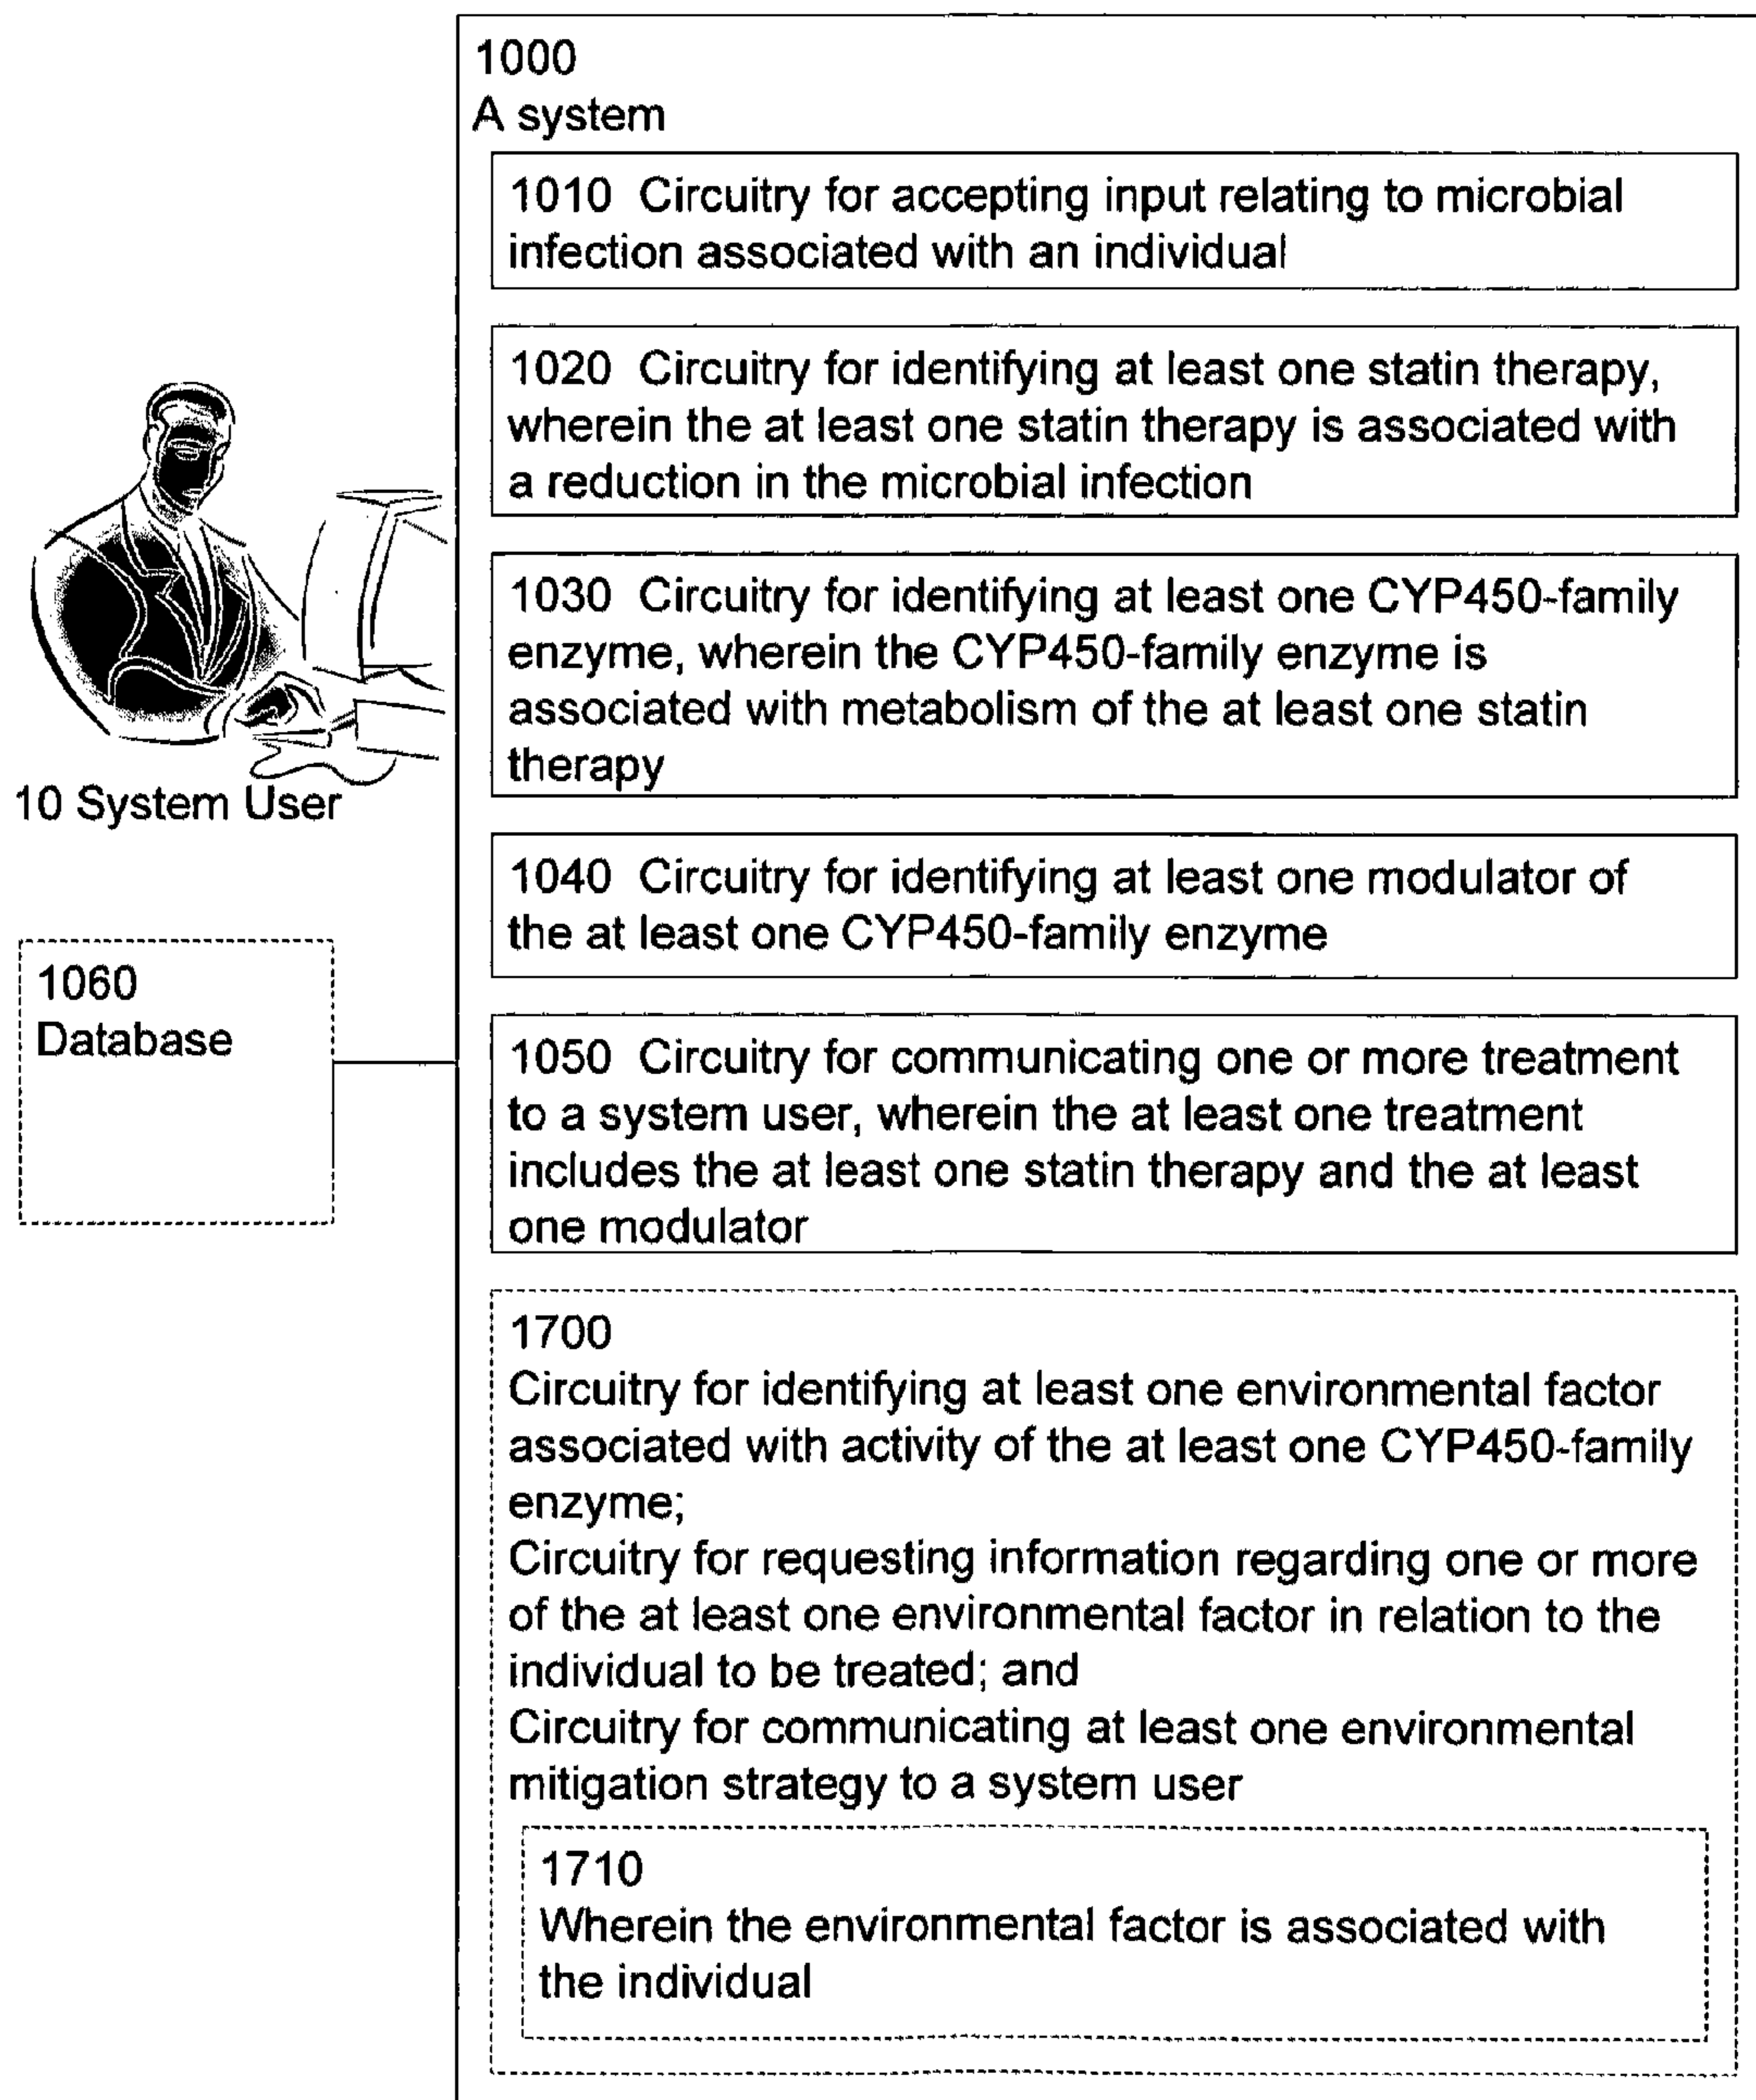 1000
A system
1010 Circuitry for accepting input relating to microbial
infection associated with an individual
1020 Circuitry for identifying at least one statin therapy,
wherein the at least one statin therapy is associated with
a reduction in the microbial infection
1030 Circuitry for identifying at least one CYP450-family
enzyme, wherein the CYP450-family enzyme is
associated with metabolism of the at least one statin
therapy
10 System User
1040 Circuitry for identifying at least one modulator of
the at least one CYP450-family enzyme
1060
Database
1050 Circuitry for communicating one or more treatment
to a system user, wherein the at least one treatment
includes the at least one statin therapy and the at least
one modulator
1700
Circuitry for identifying at least one environmental factor
associated with activity of the at least one CYP450-family
enzyme;
Circuitry for requesting information regarding one or more
of the at least one environmental factor in relation to the
individual to be treated; and
Circuitry for communicating at least one environmental
mitigation strategy to a system user
1710
Wherein the environmental factor is associated with
the individual